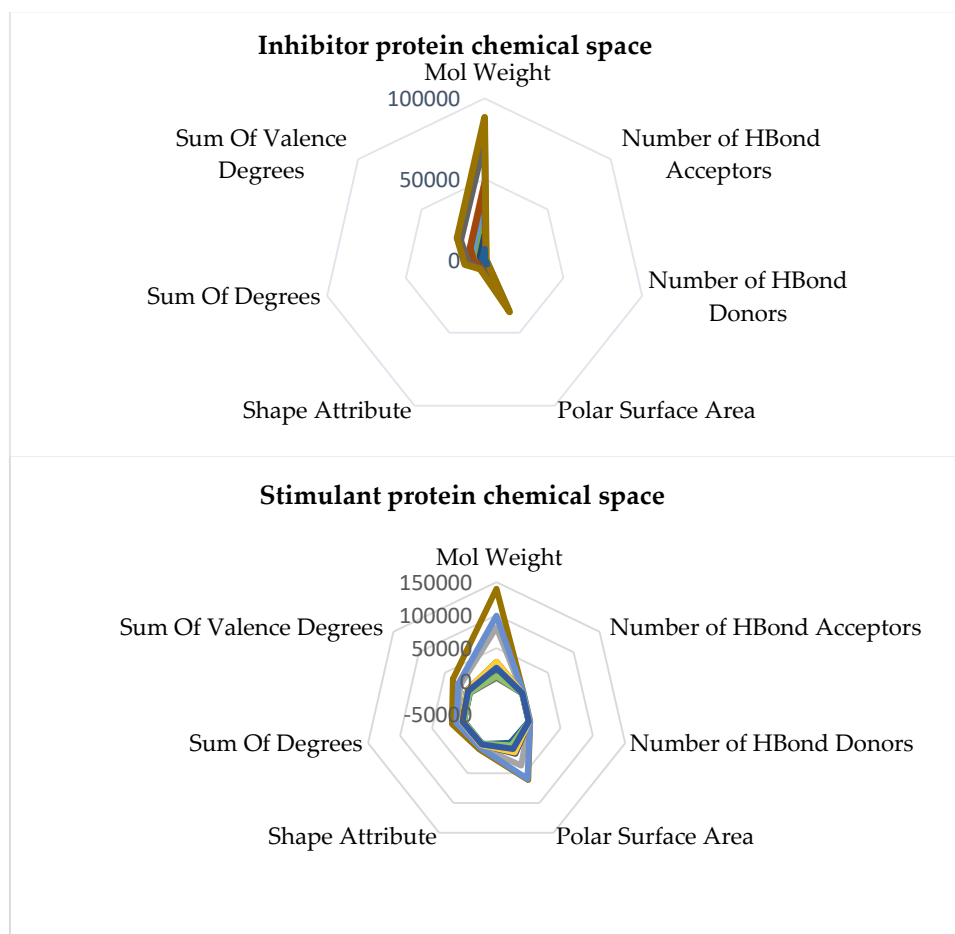 Inhibitor protein chemical space
Mol Weight
100000
Sum Of Valence
Degrees
Number of HBond
Acceptors
50000
0
Sum Of Degrees
Number of HBond
Donors
Shape Attribute
Polar Surface Area
Stimulant protein chemical space
Mol Weight
150000
100000
Sum Of Valence Degrees
Number of HBond Acceptors
50000
0
-50000
Sum Of Degrees
Number of HBond Donors
Shape Attribute
Polar Surface Area